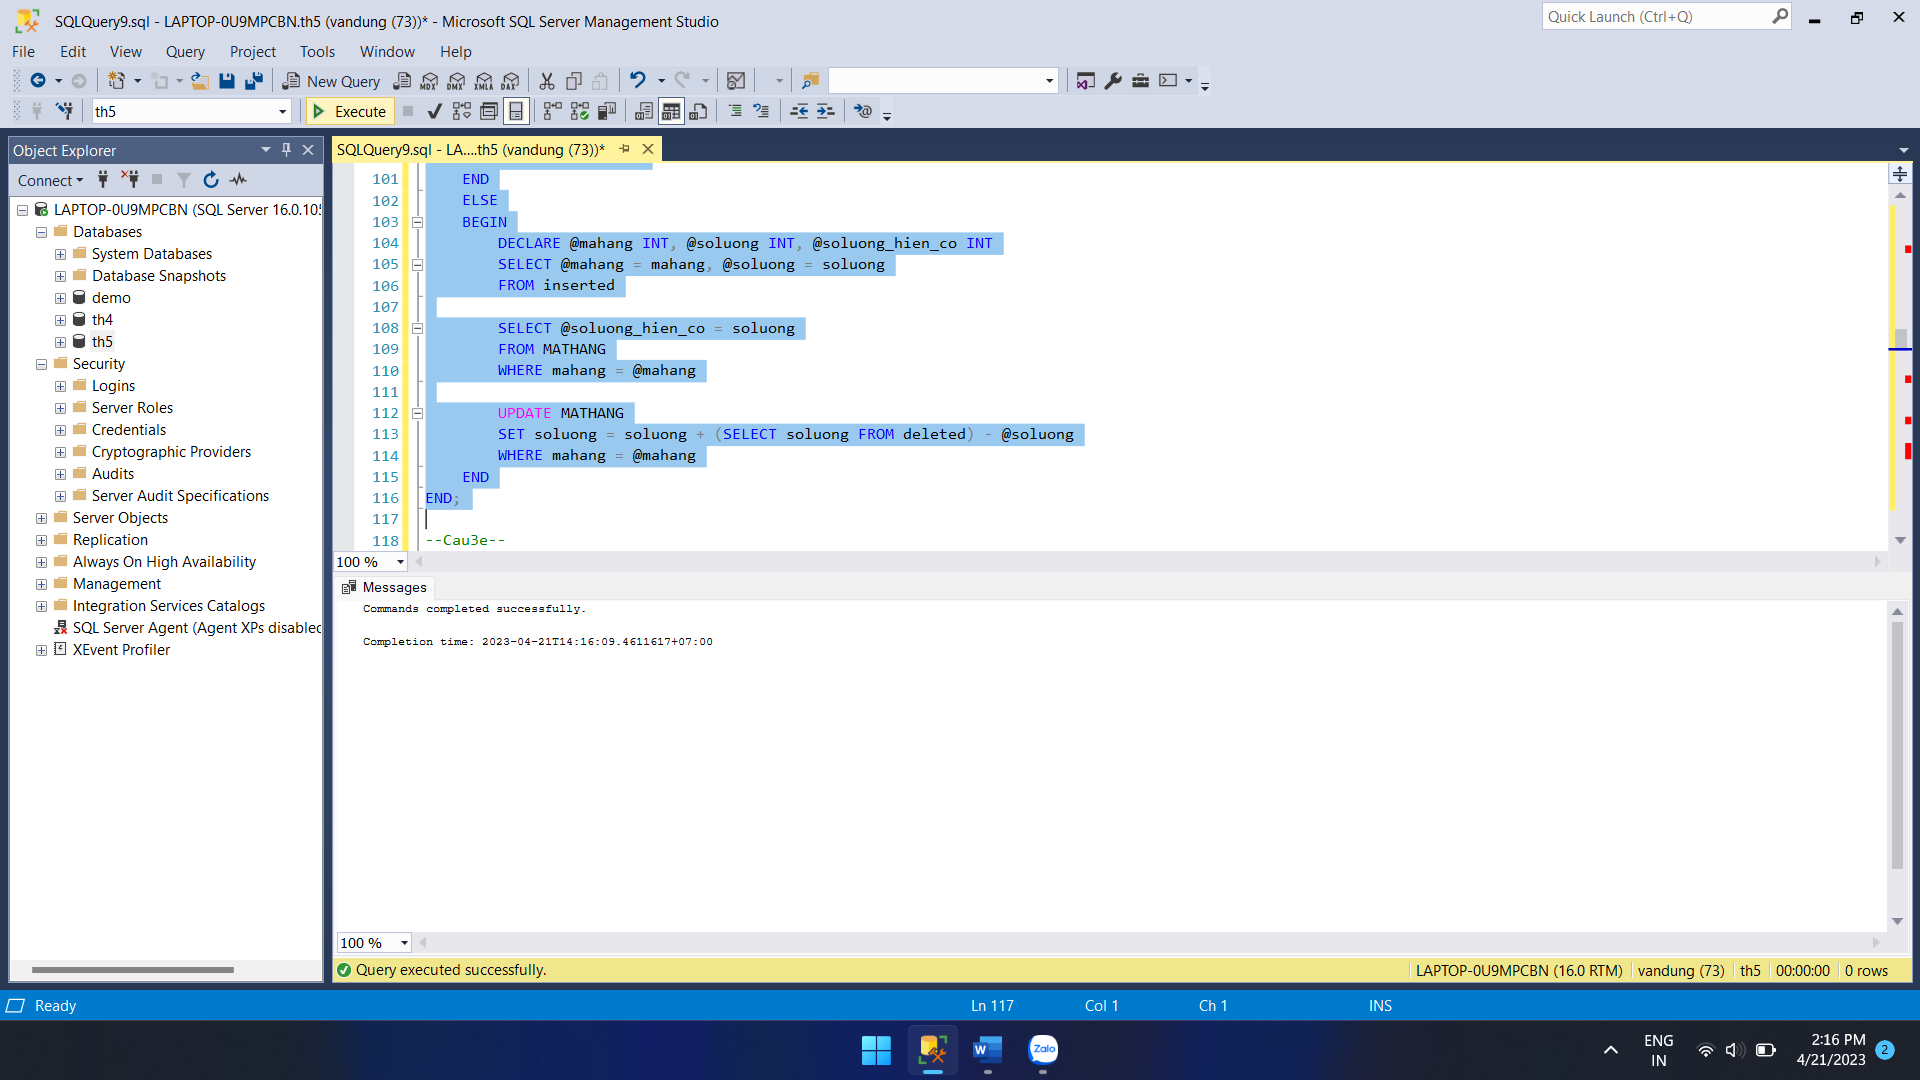 SQLQuery9.sql - LAPTOP-0U9MPCBN.th5 (vandung (73))* - Microsoft SQL Server Management Studio
Quick Launch (Ctrl+Q)
File Edit View Query Project Tools Window Help
New Query
MDX DMX XMLA DAX
th5
Execute
Object Explorer
Connect
LAPTOP-0U9MPCBN (SQL Server 16.0.105
Databases
System Databases
Database Snapshots
demo
th4
th5
Security
Logins
Server Roles
Credentials
Cryptographic Providers
Audits
Server Audit Specifications
Server Objects
Replication
Always On High Availability
Management
Integration Services Catalogs
SQL Server Agent (Agent XPs disabled
XEvent Profiler
SQLQuery9.sql - LA....th5 (vandung (73))*
101 END
102 ELSE
103 BEGIN
104 DECLARE @mahang INT, @soluong INT, @soluong_hien_co INT
105 SELECT @mahang = mahang, @soluong = soluong
106 FROM inserted
107
108 SELECT @soluong_hien_co = soluong
109 FROM MATHANG
110 WHERE mahang = @mahang
111
112 UPDATE MATHANG
113 SET soluong = soluong + (SELECT soluong FROM deleted) - @soluong
114 WHERE mahang = @mahang
115 END
116 END;
117
118 --Cau3e--
100 %
Messages
Commands completed successfully.
Completion time: 2023-04-21T14:16:09.4611617+07:00
100 %
Query executed successfully.
LAPTOP-0U9MPCBN (16.0 RTM) vandung (73) th5 00:00:00 0 rows
Ready
Ln 117 Col 1 Ch 1 INS
W
Zalo
ENG
IN
2:16 PM
4/21/2023
2